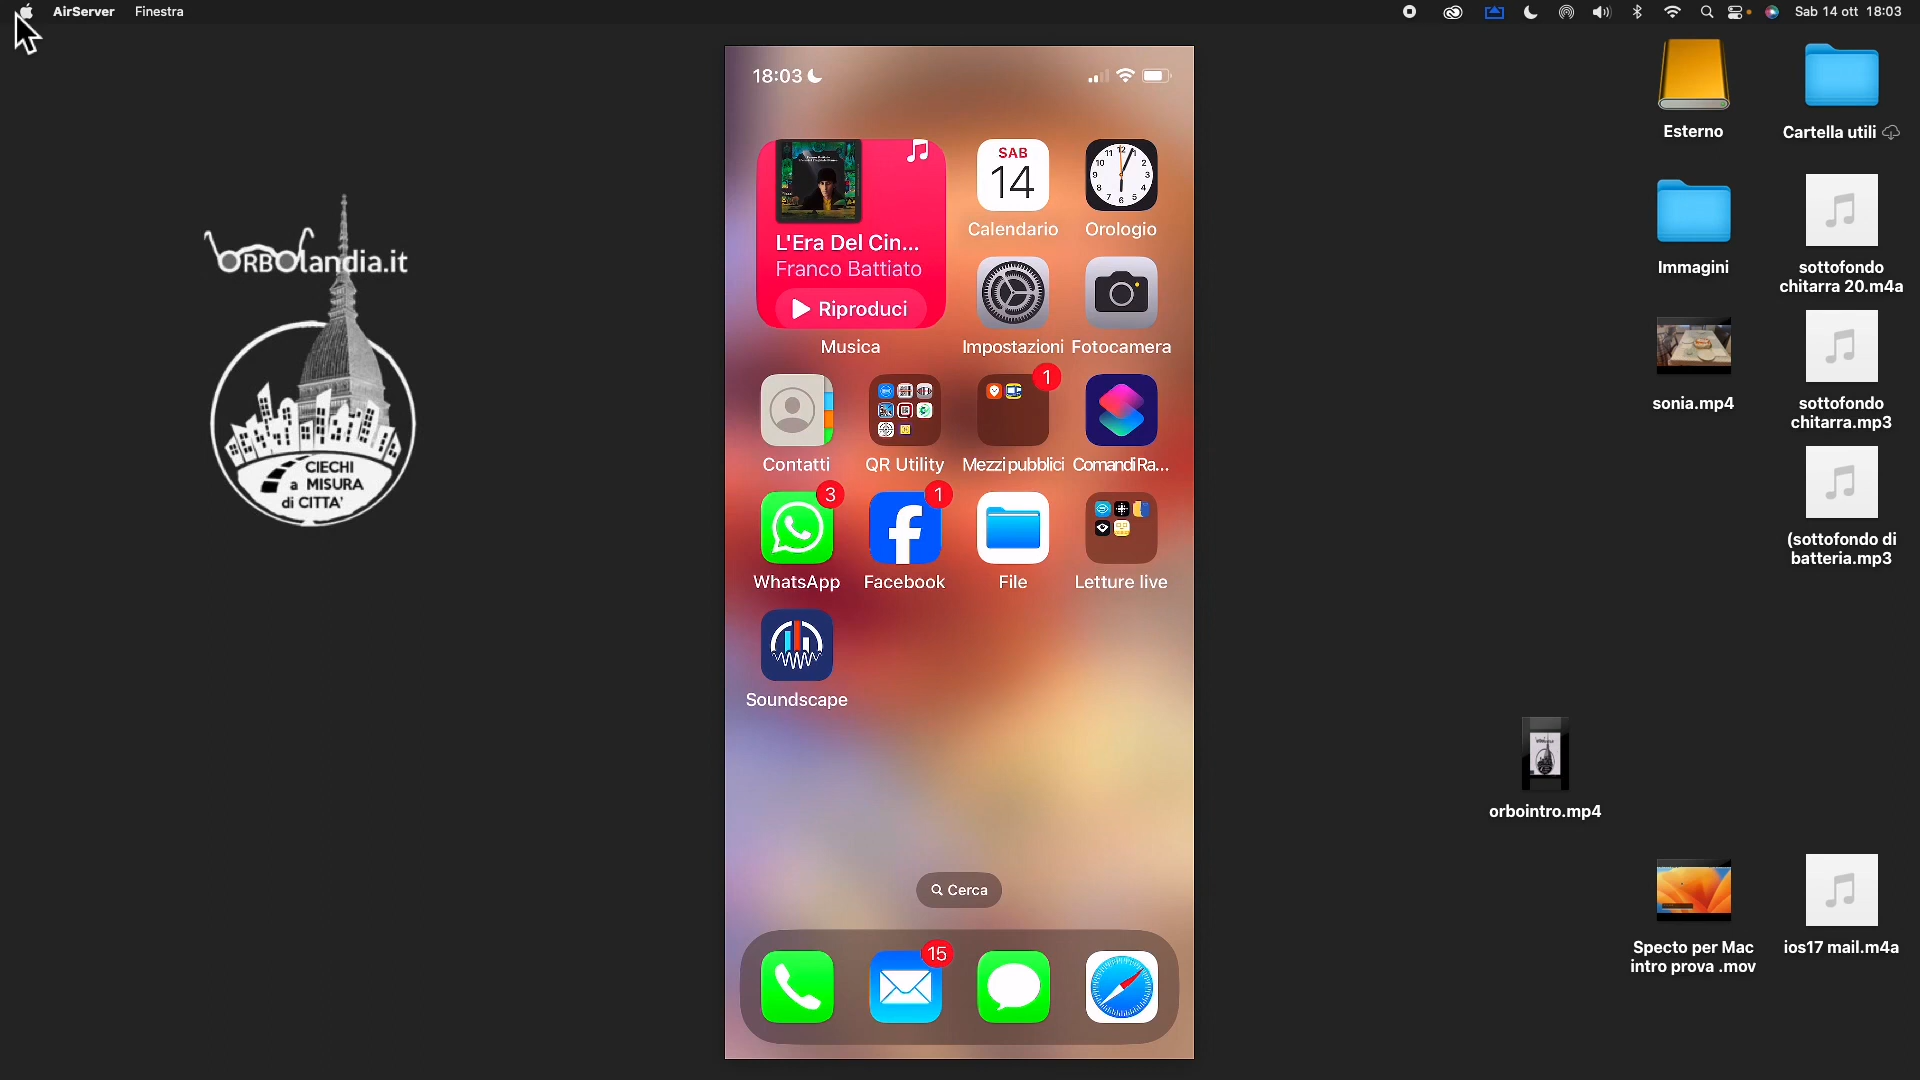 AirServer Finestra
Sab 14 ott 18:03
ORBOlandia.it
CIECHI
a MISURA
di CITTA'
18:03
L'Era Del Cin...
Franco Battiato
Riproduci
Musica
SAB
14
Calendario
Orologio
Impostazioni
Fotocamera
Contatti
QR Utility
1
Mezzi pubblici
ComandiRa...
3
WhatsApp
1
Facebook
File
Letture live
Soundscape
Cerca
15
Esterno
Cartella utili
Immagini
sottofondo
chitarra 20.m4a
sonia.mp4
sottofondo
chitarra.mp3
(sottofondo di
batteria.mp3
orbointro.mp4
Specto per Mac
intro prova .mov
ios17 mail.m4a